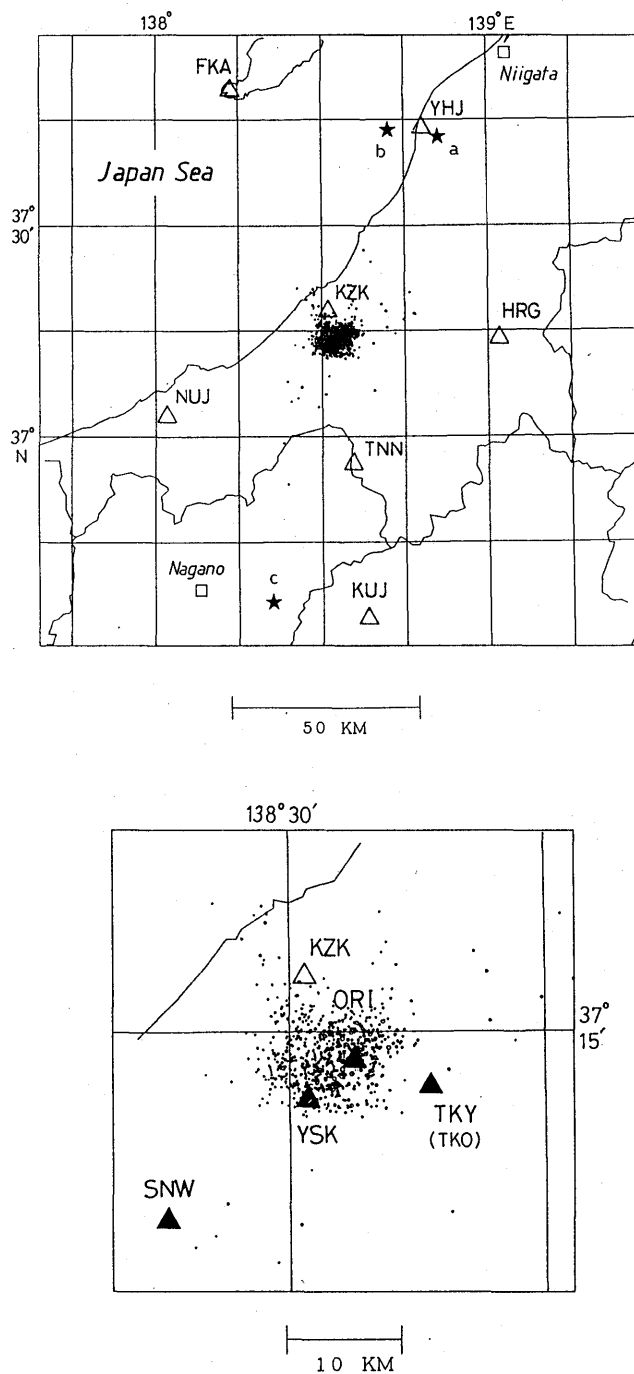 138° 139°E
FKA
Niigata
YHJ
b a
Japan Sea
37°
30′
KZK
HRG
NUJ
37°
N
TNN
Nagano
c
KUJ
50 KM
138° 30′
KZK
ORI
37°
15′
TKY
(TKO)
YSK
SNW
10 KM